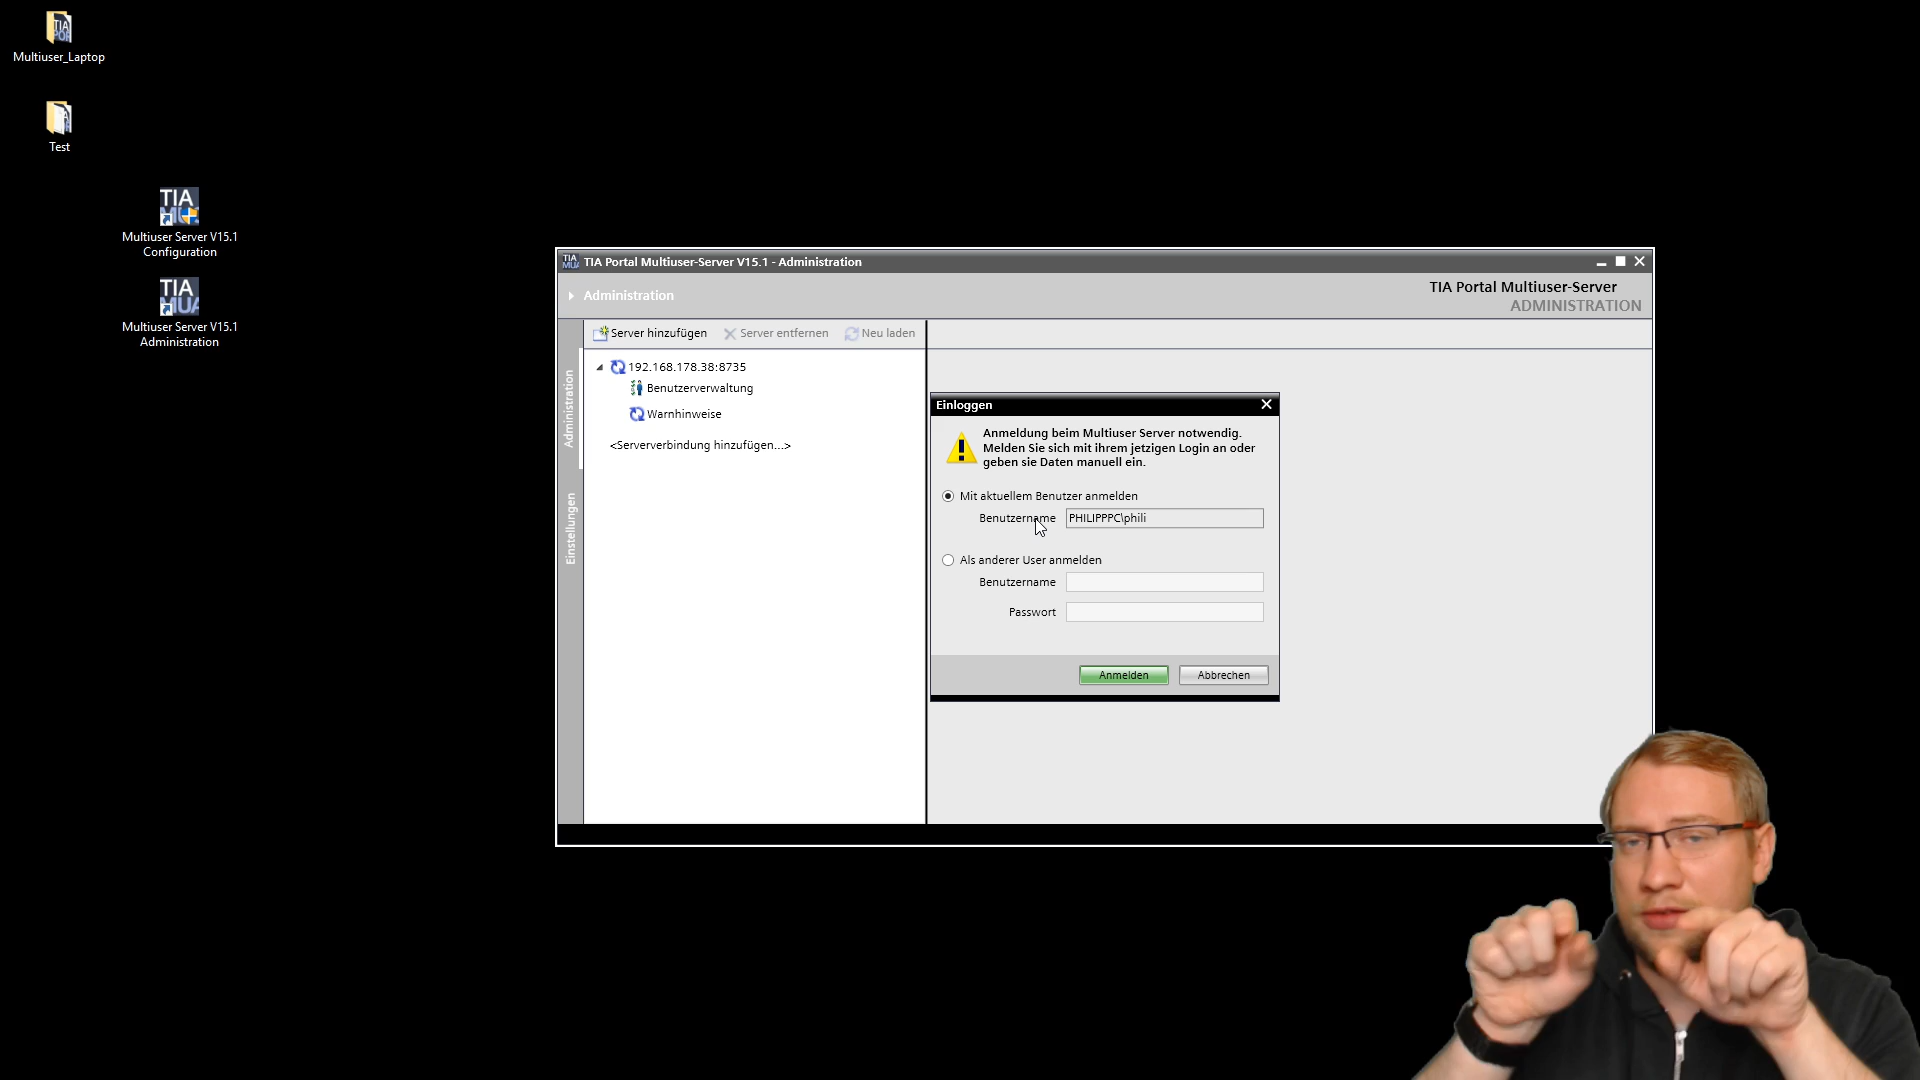 Multiuser_Laptop
Test
TIA
Multiuser Server V15.1
Configuration
TIA
MUA
Multiuser Server V15.1
Administration
TIA Portal Multiuser-Server V15.1 - Administration
Administration
TIA Portal Multiuser-Server
ADMINISTRATION
Server hinzufügen
Server entfernen
Neu laden
Administration
Einstellungen
192.168.178.38:8735
Benutzerverwaltung
Warnhinweise
<Serververbindung hinzufügen...>
Einloggen
Anmeldung beim Multiuser Server notwendig.
Melden Sie sich mit ihrem jetzigen Login an oder
geben sie Daten manuell ein.
Mit aktuellem Benutzer anmelden
Benutzername PHILIPPPC\phili
Als anderer User anmelden
Benutzername
Passwort
Anmelden Abbrechen